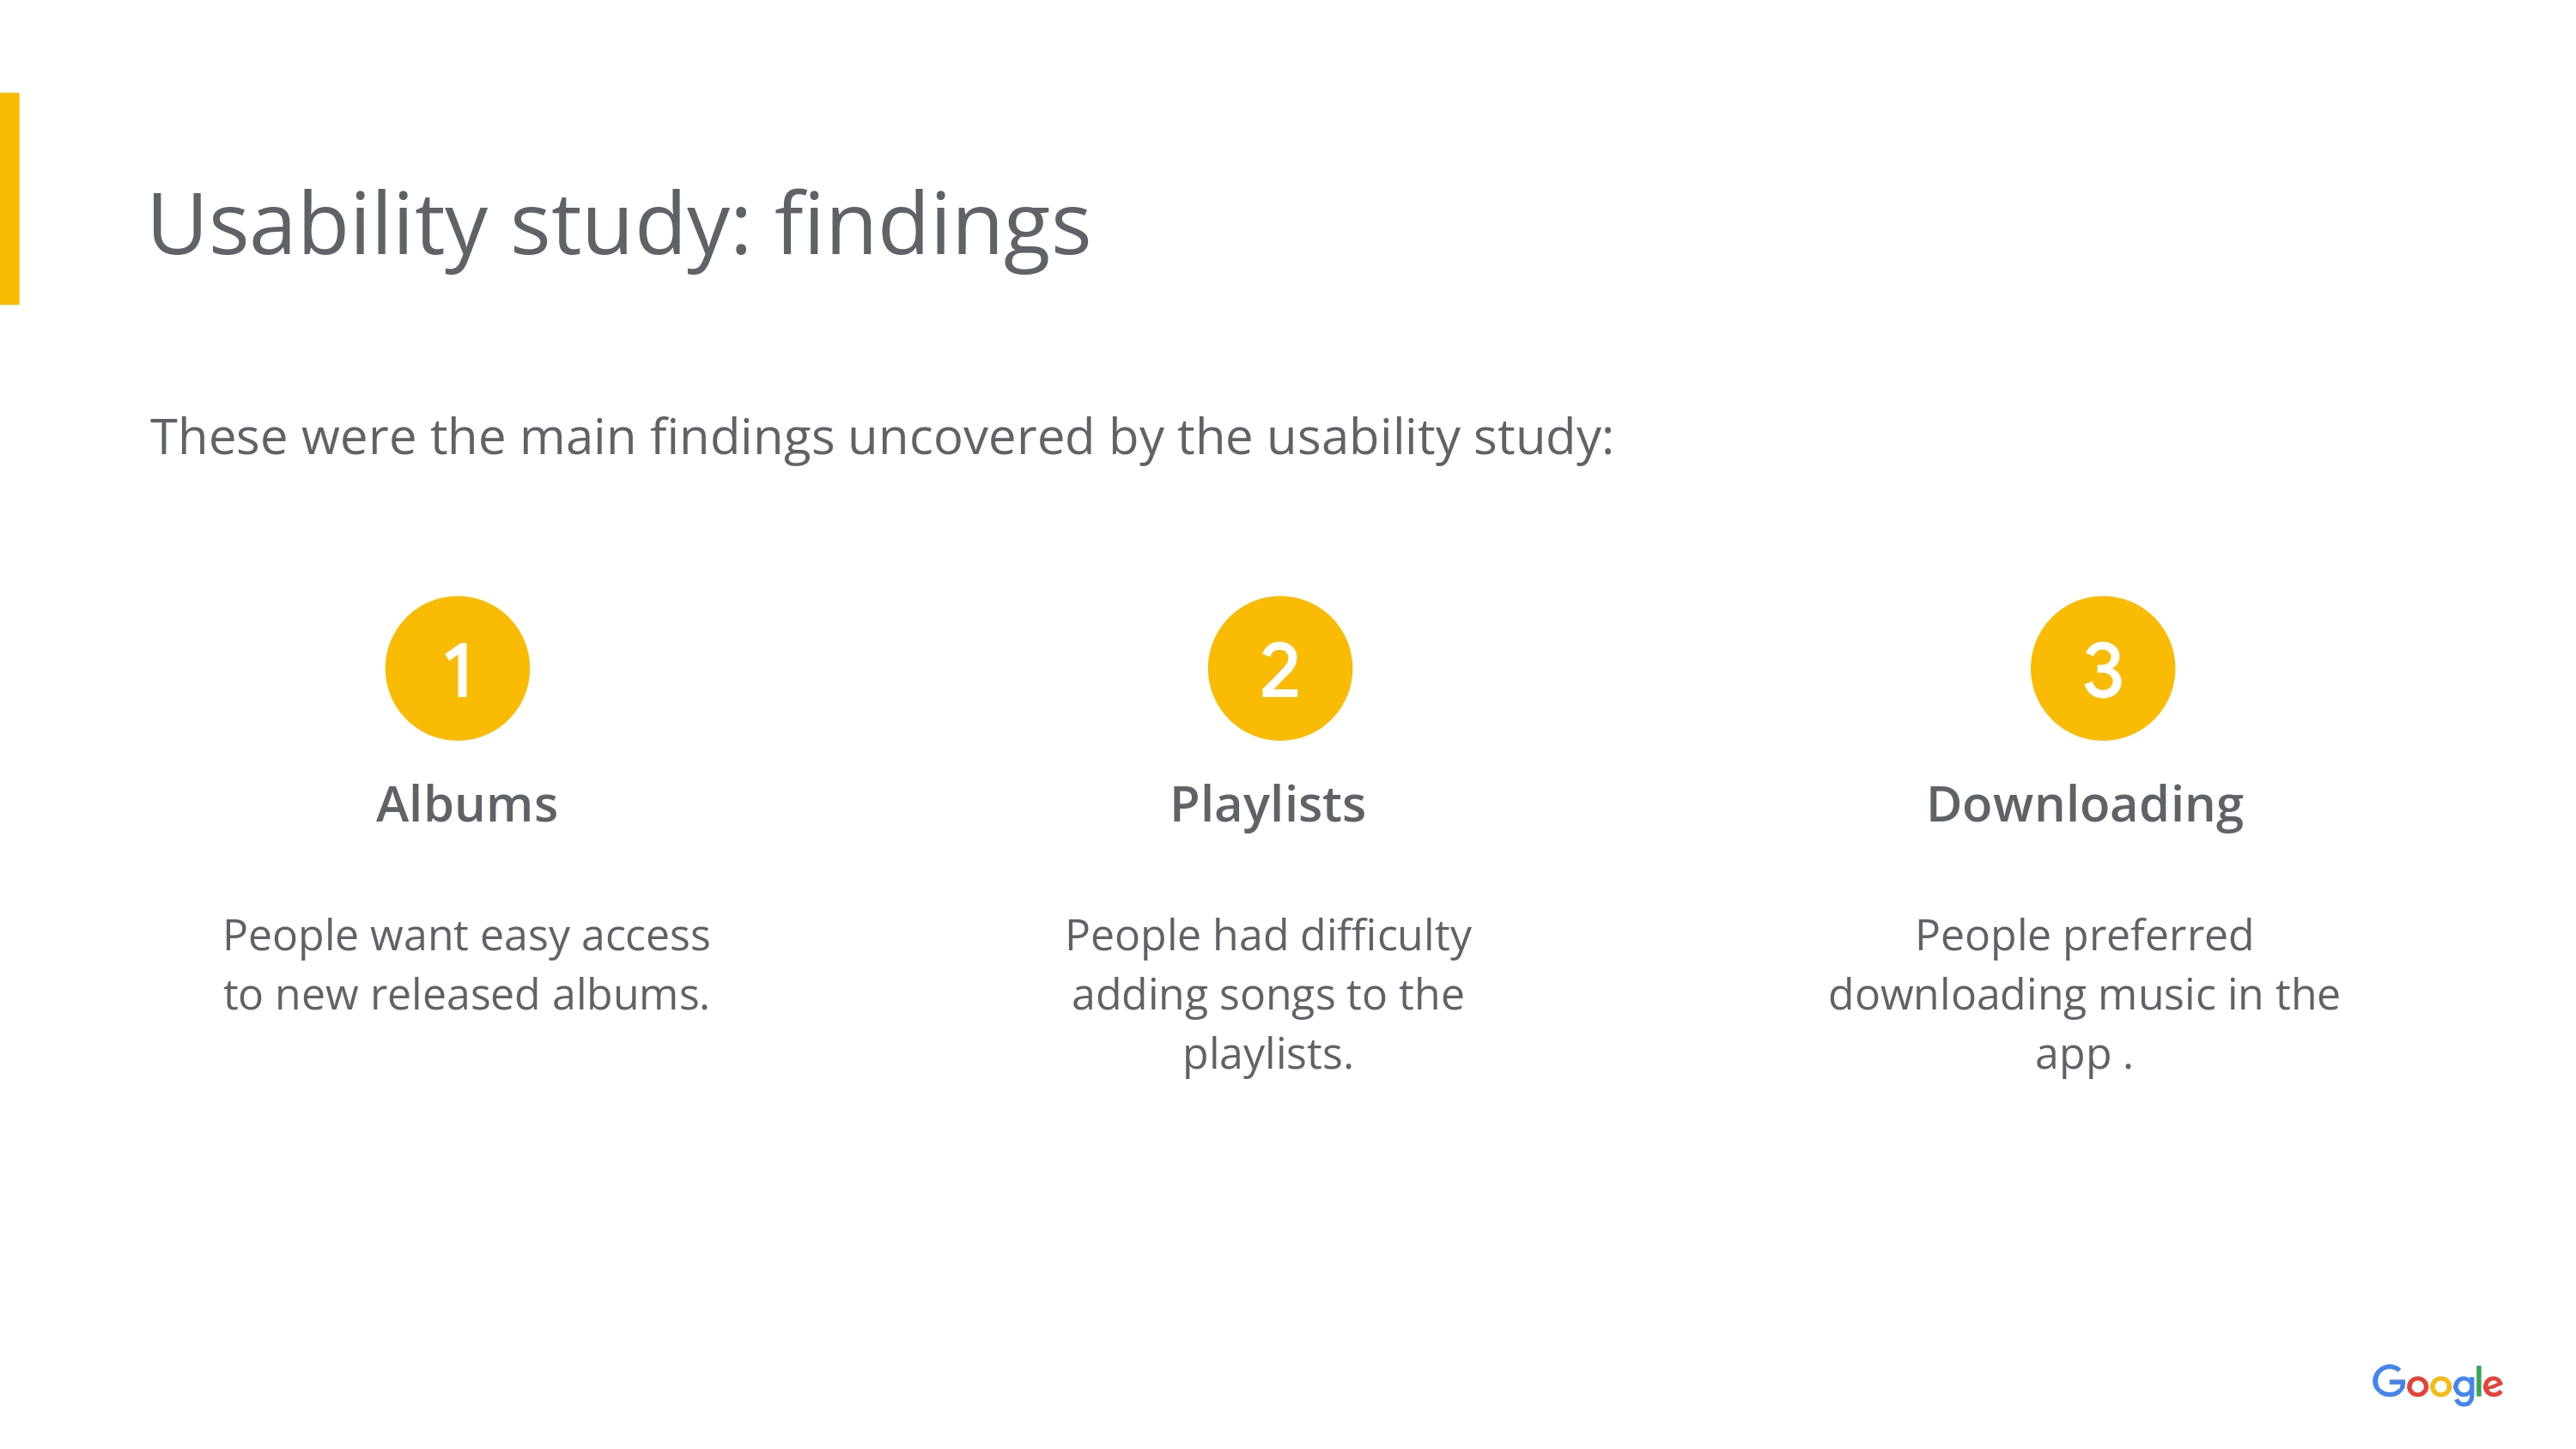 Usability study: findings
These were the main findings uncovered by the usability study:
1
Albums
People want easy access
to new released albums.
2
Playlists
People had difficulty
adding songs to the
playlists.
3
Downloading
People preferred
downloading music in the
app .
Google